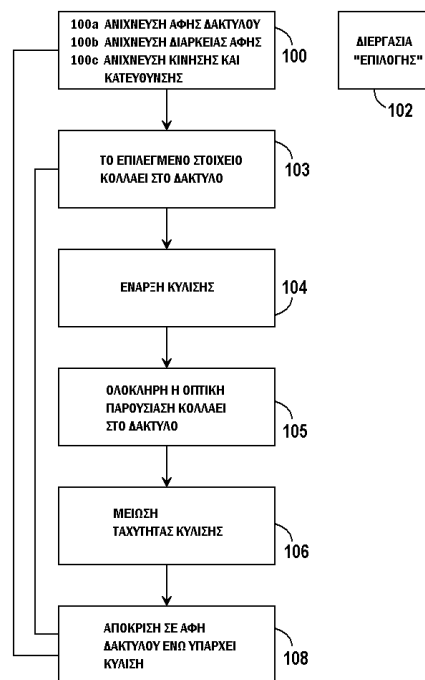 100a ΑΝΙΧΝΕΥΣΗ ΑΦΗΣ ΔΑΚΤΥΛΟΥ
100b ΑΝΙΧΝΕΥΣΗ ΔΙΑΡΚΕΙΑΣ ΑΦΗΣ
100c ΑΝΙΧΝΕΥΣΗ ΚΙΝΗΣΗΣ ΚΑΙ
ΚΑΤΕΥΘΥΝΣΗΣ
100
ΔΙΕΡΓΑΣΙΑ
"ΕΠΙΛΟΓΗΣ"
102
ΤΟ ΕΠΙΛΕΓΜΕΝΟ ΣΤΟΙΧΕΙΟ
ΚΟΛΛΑΕΙ ΣΤΟ ΔΑΚΤΥΛΟ
103
ΕΝΑΡΞΗ ΚΥΛΙΣΗΣ
104
ΟΛΟΚΛΗΡΗ Η ΟΠΤΙΚΗ
ΠΑΡΟΥΣΙΑΣΗ ΚΟΛΛΑΕΙ
ΣΤΟ ΔΑΚΤΥΛΟ
105
ΜΕΙΩΣΗ
ΤΑΧΥΤΗΤΑΣ ΚΥΛΙΣΗΣ
106
ΑΠΟΚΡΙΣΗ ΣΕ ΑΦΗ
ΔΑΚΤΥΛΟΥ ΕΝΩ ΥΠΑΡΧΕΙ
ΚΥΛΙΣΗ
108